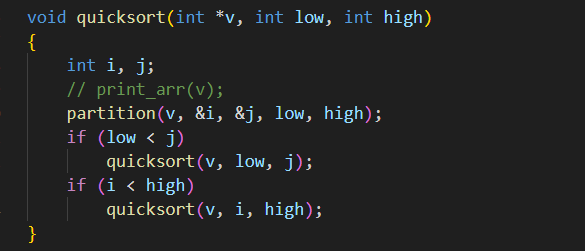 void quicksort(int *v, int low, int high)
{
    int i, j;
    // print_arr(v);
    partition(v, &i, &j, low, high);
    if (low < j)
        quicksort(v, low, j);
    if (i < high)
        quicksort(v, i, high);
}